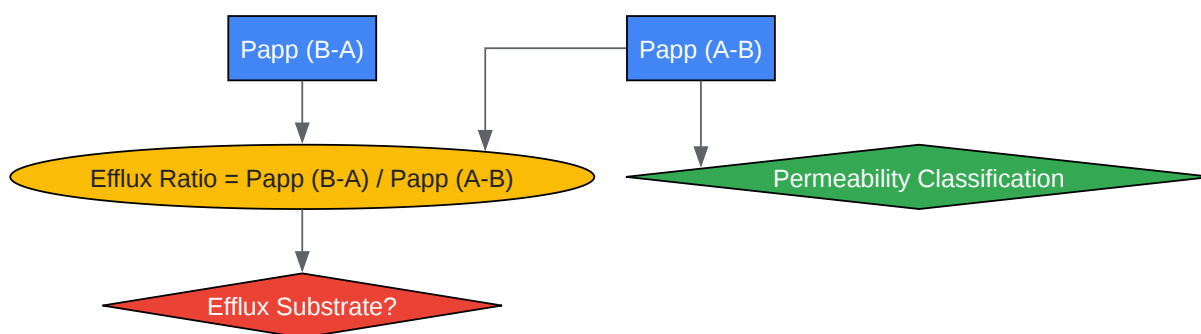 Papp (B-A)
Papp (A-B)
Efflux Ratio = Papp (B-A) / Papp (A-B)
Permeability Classification
Efflux Substrate?